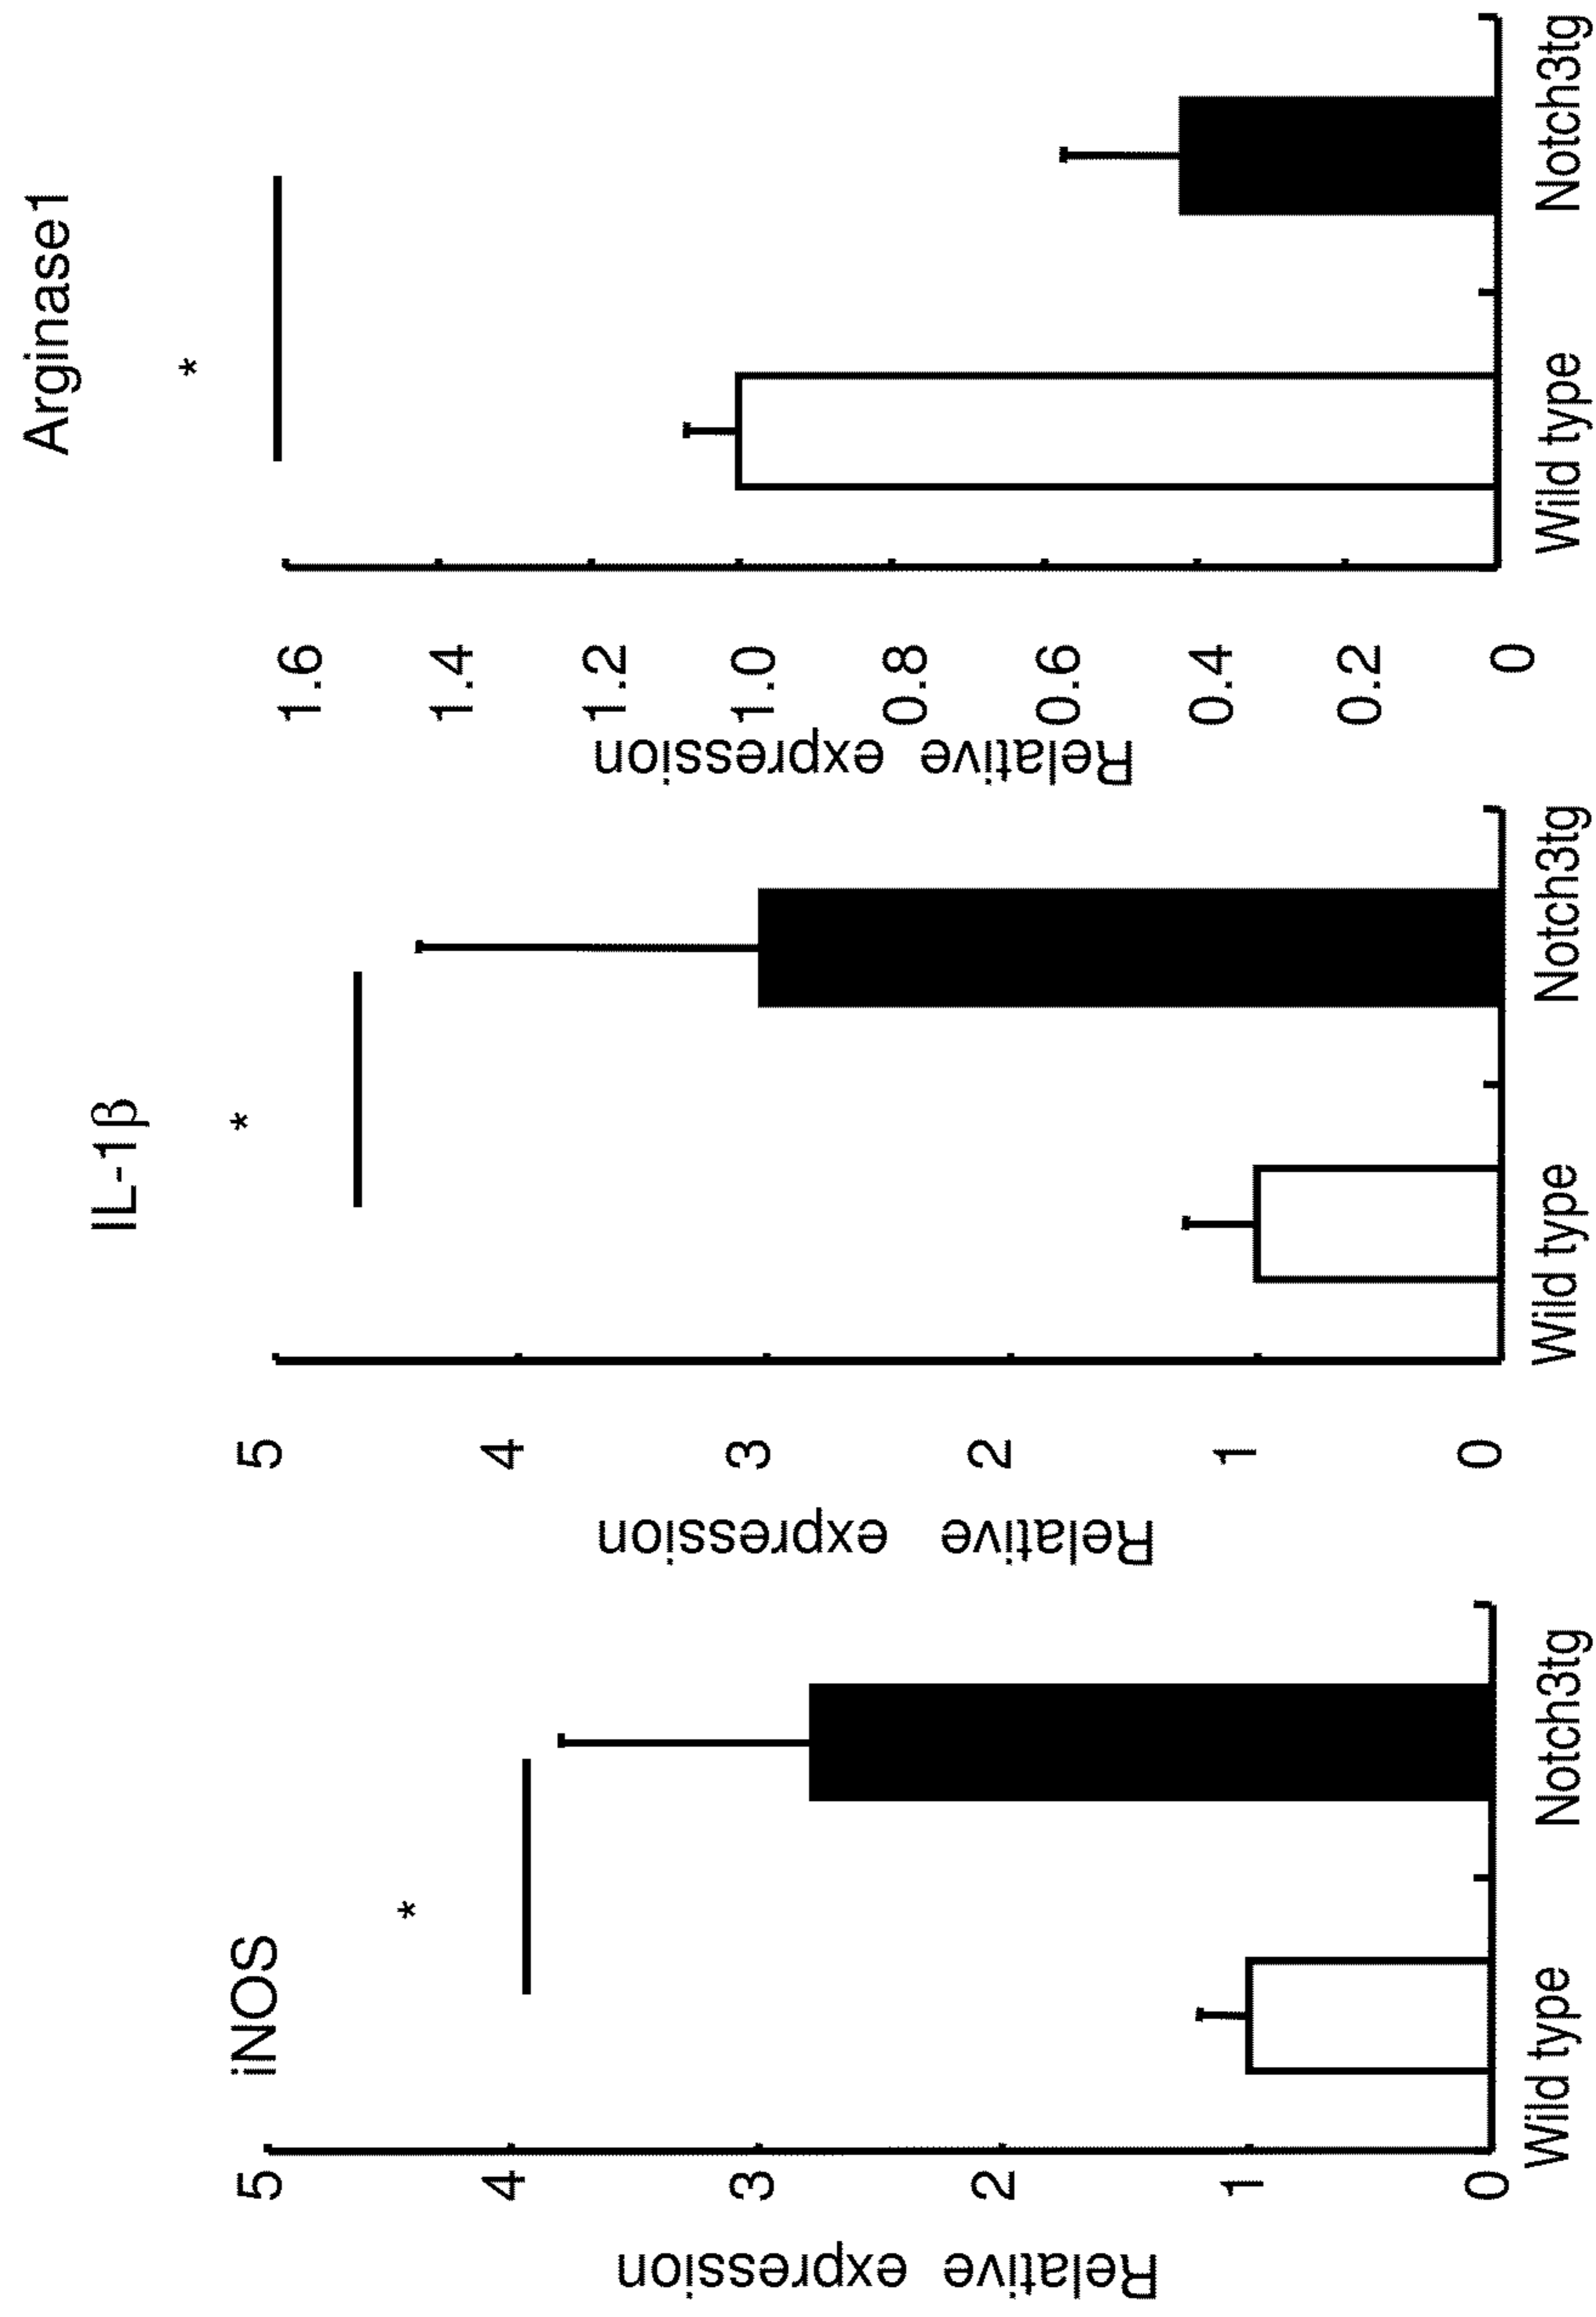 iNOS
*
Relative expression
5
4
3
2
1
0
Wild type
Notch3tg
IL-1β
*
Relative expression
5
4
3
2
1
0
Wild type
Notch3tg
Arginase1
*
Relative expression
1.6
1.4
1.2
1.0
0.8
0.6
0.4
0.2
0
Wild type
Notch3tg